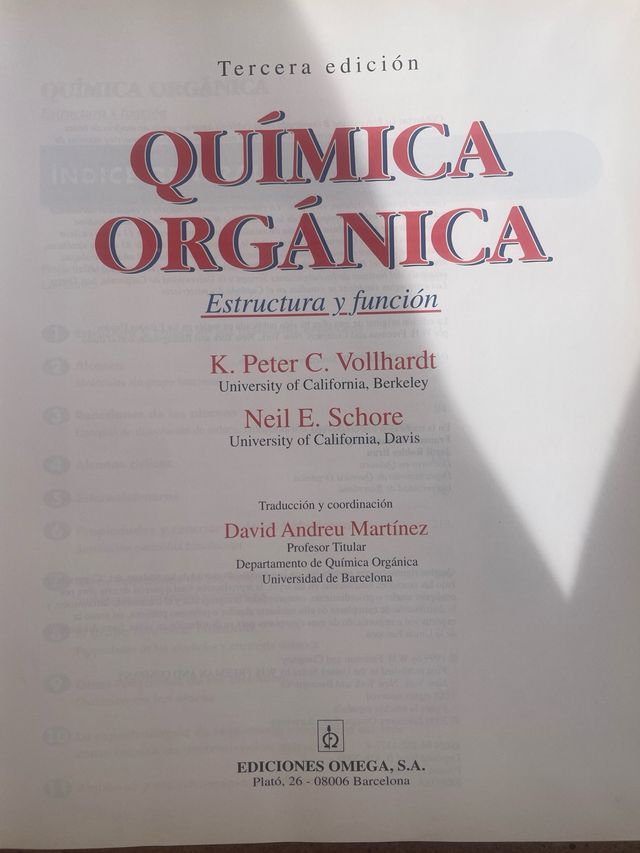 Tercera edición
QUÍMICA
ORGÁNICA
Estructura y función
K. Peter C. Vollhardt
University of California, Berkeley
Neil E. Schore
University of California, Davis
Traducción y coordinación
David Andreu Martínez
Profesor Titular
Departamento de Química Orgánica
Universidad de Barcelona
EDICIONES OMEGA, S.A.
Plató, 26 - 08006 Barcelona